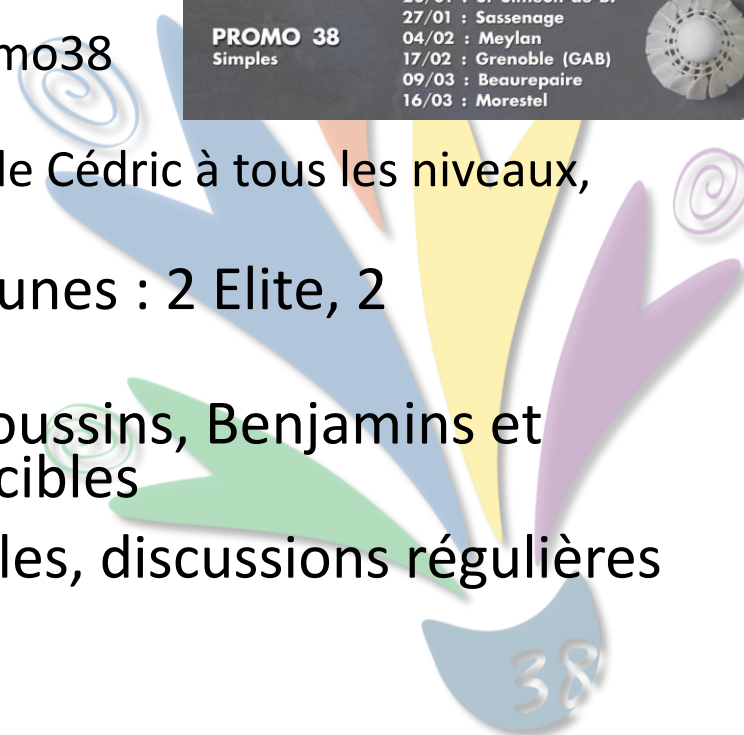 mo38
PROMO 38
Simples
27/01 : Sassenage
04/02 : Meylan
17/02 : Grenoble (GAB)
09/03 : Beaurepaire
16/03 : Morestel
le Cédric à tous les niveaux,
unes : 2 Elite, 2
oussins, Benjamins et
cibles
les, discussions régulières
38